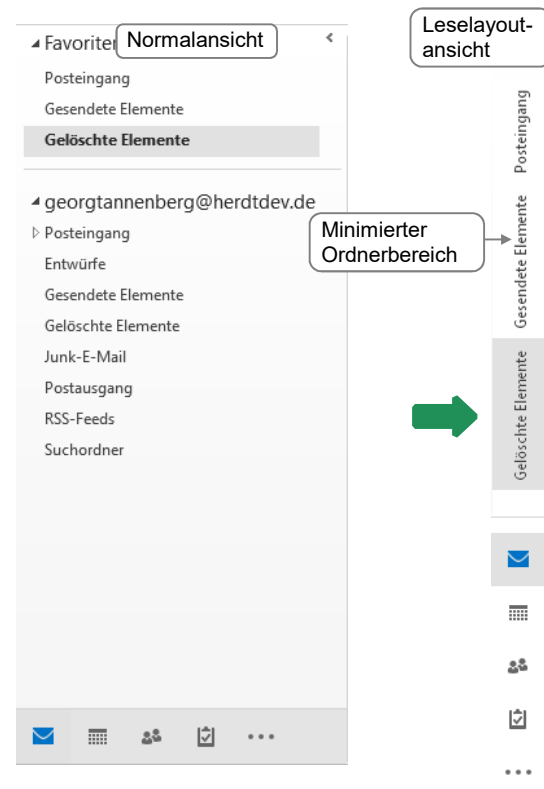 Favoriten
Normalansicht
Posteingang
Gesendete Elemente
Gelöschte Elemente
georgtannenberg@herdtdev.de
Posteingang
Entwürfe
Gesendete Elemente
Gelöschte Elemente
Junk-E-Mail
Postausgang
RSS-Feeds
Suchordner
Leselayout-
ansicht
Minimierter
Ordnerbereich
Posteingang
Gesendete Elemente
Gelöschte Elemente